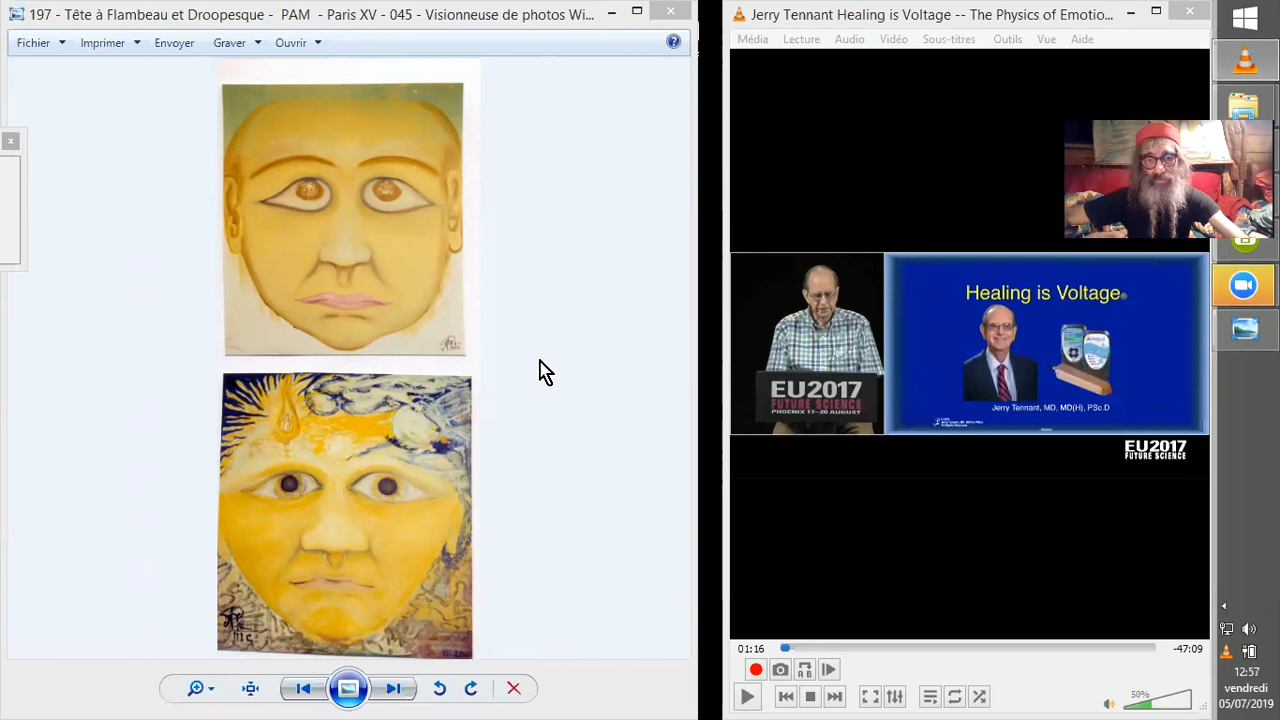 197 - Tête à Flambeau et Droopesque - PAM - Paris XV - 045 - Visionneuse de photos Wi...
Fichier Imprimer Envoyer Graver Ouvrir
Jerry Tennant Healing is Voltage -- The Physics of Emotio...
Média Lecture Audio Vidéo Sous-titres Outils Vue Aide
Healing is Voltage®
EU2017
FUTURE SCIENCE
PHOENIX 17–20 AUGUST
Jerry Tennant, MD, MD(H), PSc.D
EU2017
FUTURE SCIENCE
01:16
-47:09
A B
50%
12:57
vendredi
05/07/2019